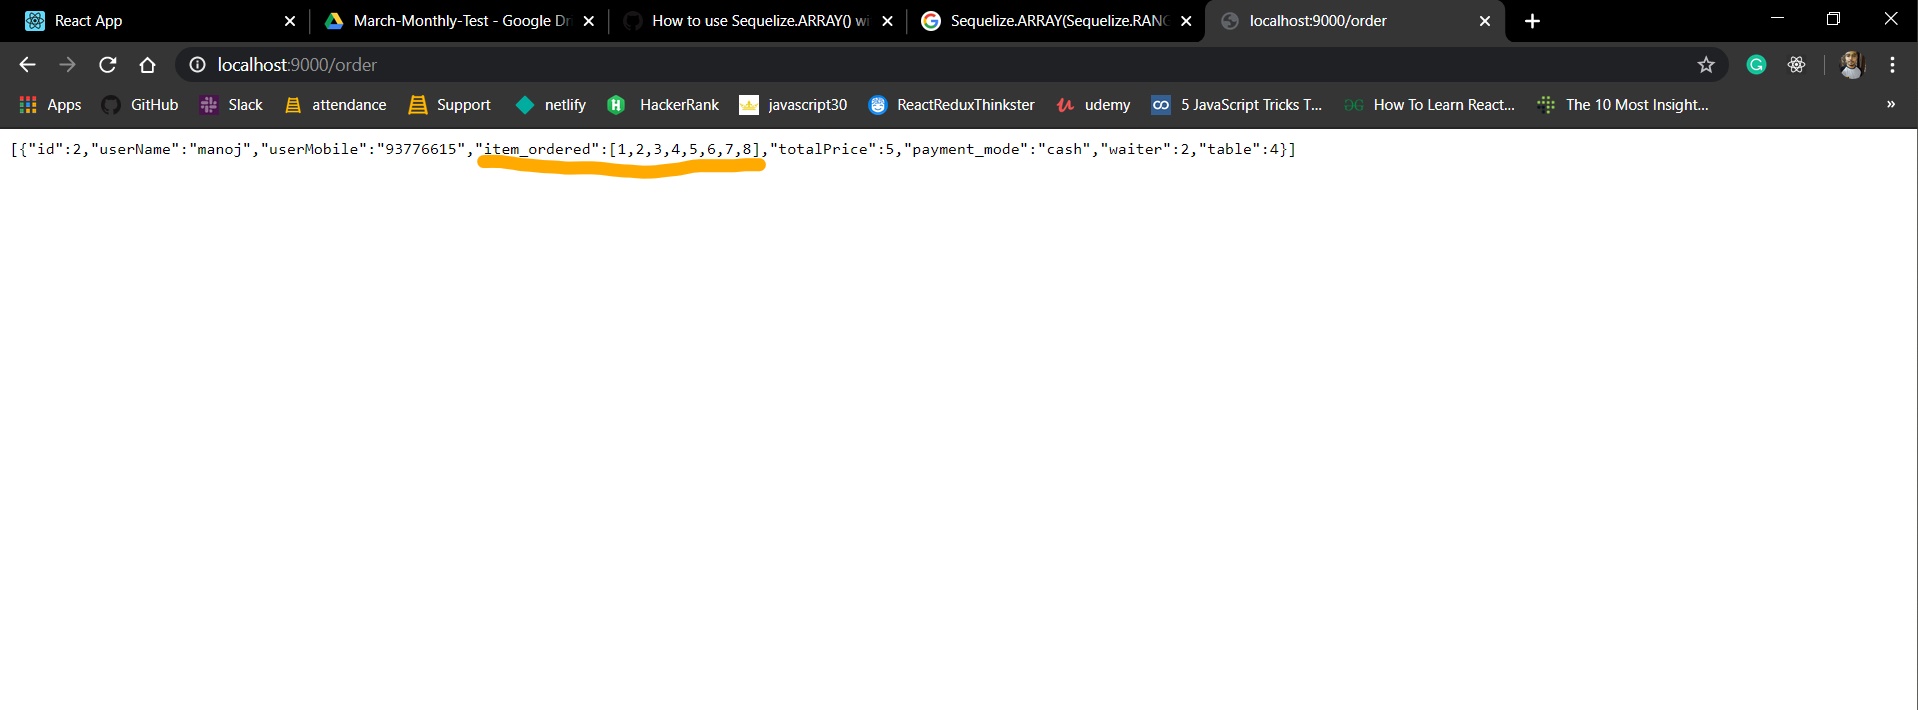 React App
March-Monthly-Test - Google Dri
How to use Sequelize.ARRAY() wi
Sequelize.ARRAY(Sequelize.RANG
localhost:9000/order
localhost:9000/order
Apps GitHub Slack attendance Support netlify HackerRank javascript30 ReactReduxThinkster udemy 5 JavaScript Tricks T... How To Learn React... The 10 Most Insight... »
[{"id":2,"userName":"manoj","userMobile":"93776615","item_ordered":[1,2,3,4,5,6,7,8],"totalPrice":5,"payment_mode":"cash","waiter":2,"table":4}]